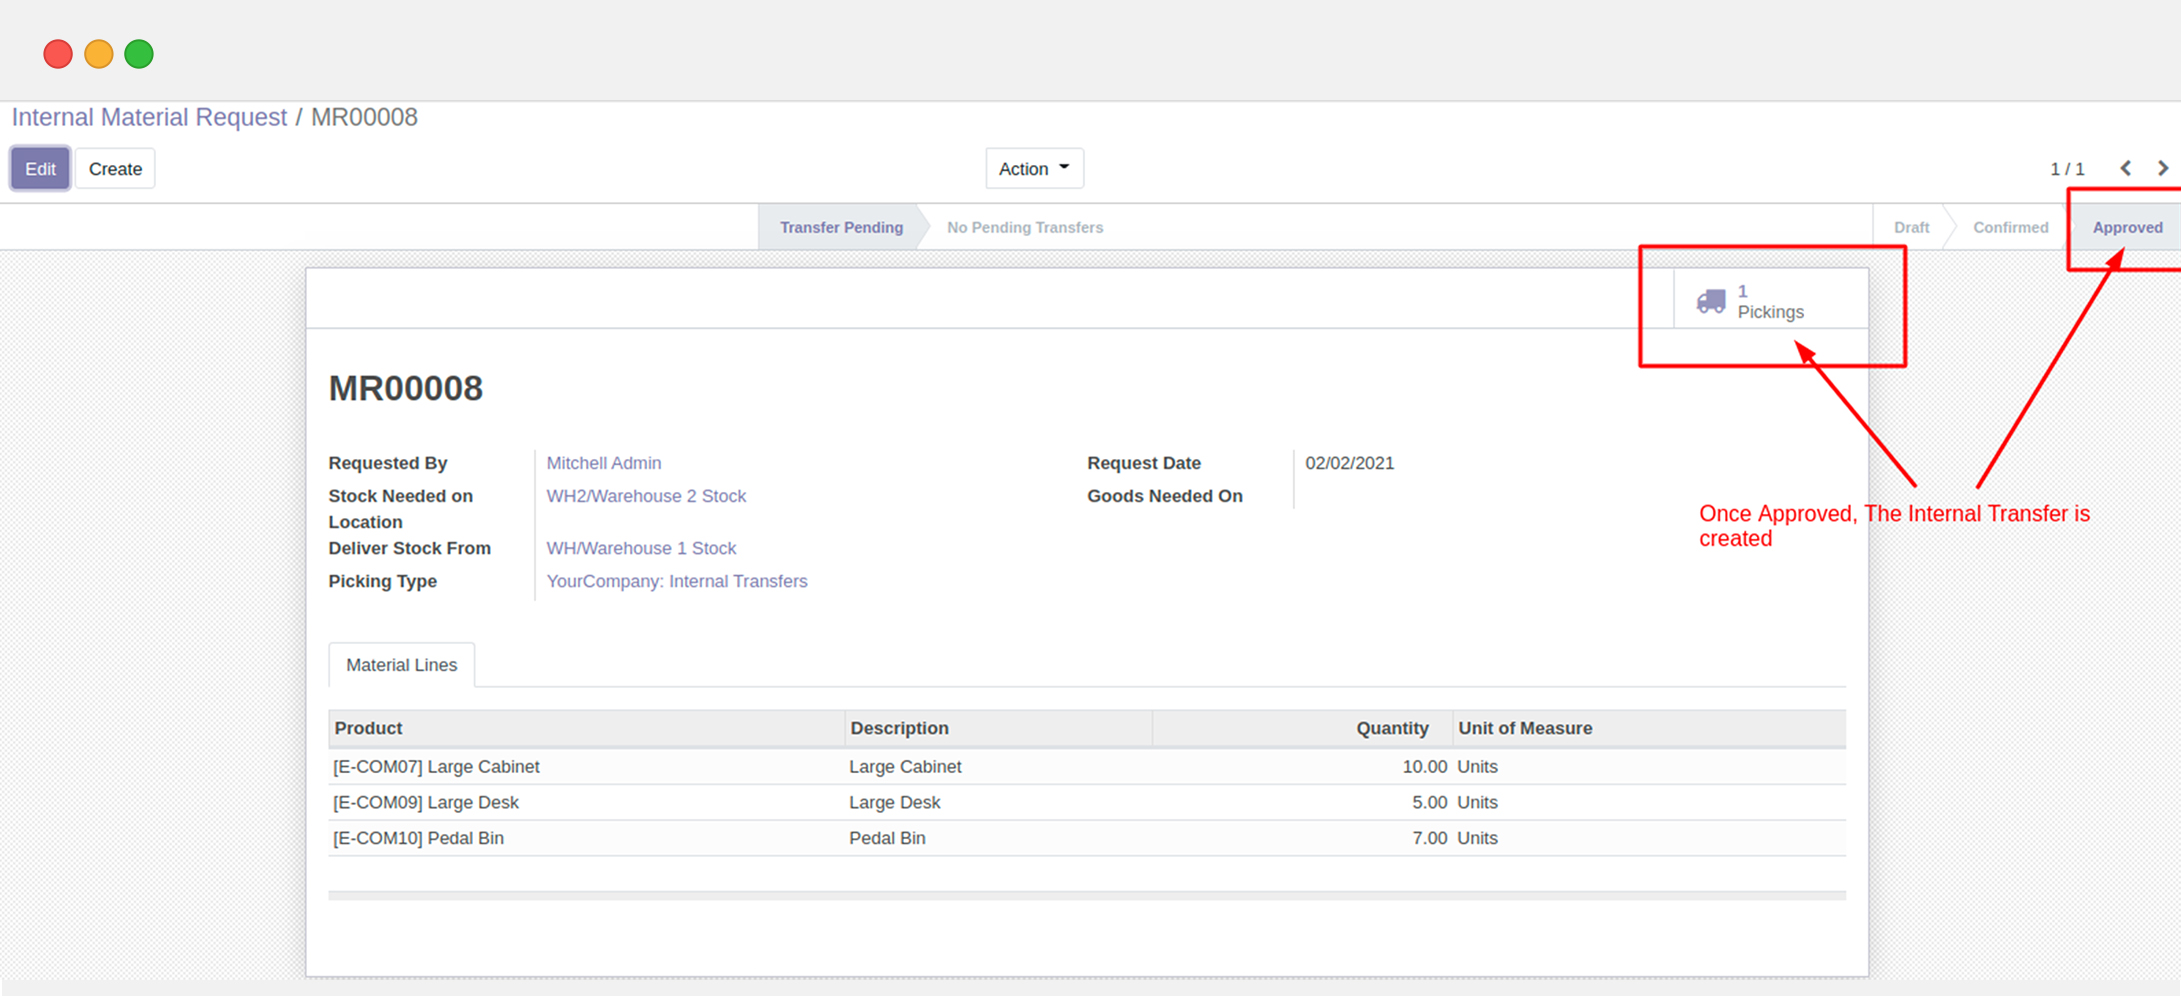 Internal Material Request / MR00008
Edit Create Action 1 / 1
Transfer Pending No Pending Transfers Draft Confirmed Approved
1
Pickings
MR00008
Requested By Mitchell Admin Request Date 02/02/2021
Stock Needed on Location WH2/Warehouse 2 Stock Goods Needed On
Once Approved, The Internal Transfer is
created
Deliver Stock From WH/Warehouse 1 Stock
Picking Type YourCompany: Internal Transfers
Material Lines
Product Description Quantity Unit of Measure
[E-COM07] Large Cabinet Large Cabinet 10.00 Units
[E-COM09] Large Desk Large Desk 5.00 Units
[E-COM10] Pedal Bin Pedal Bin 7.00 Units